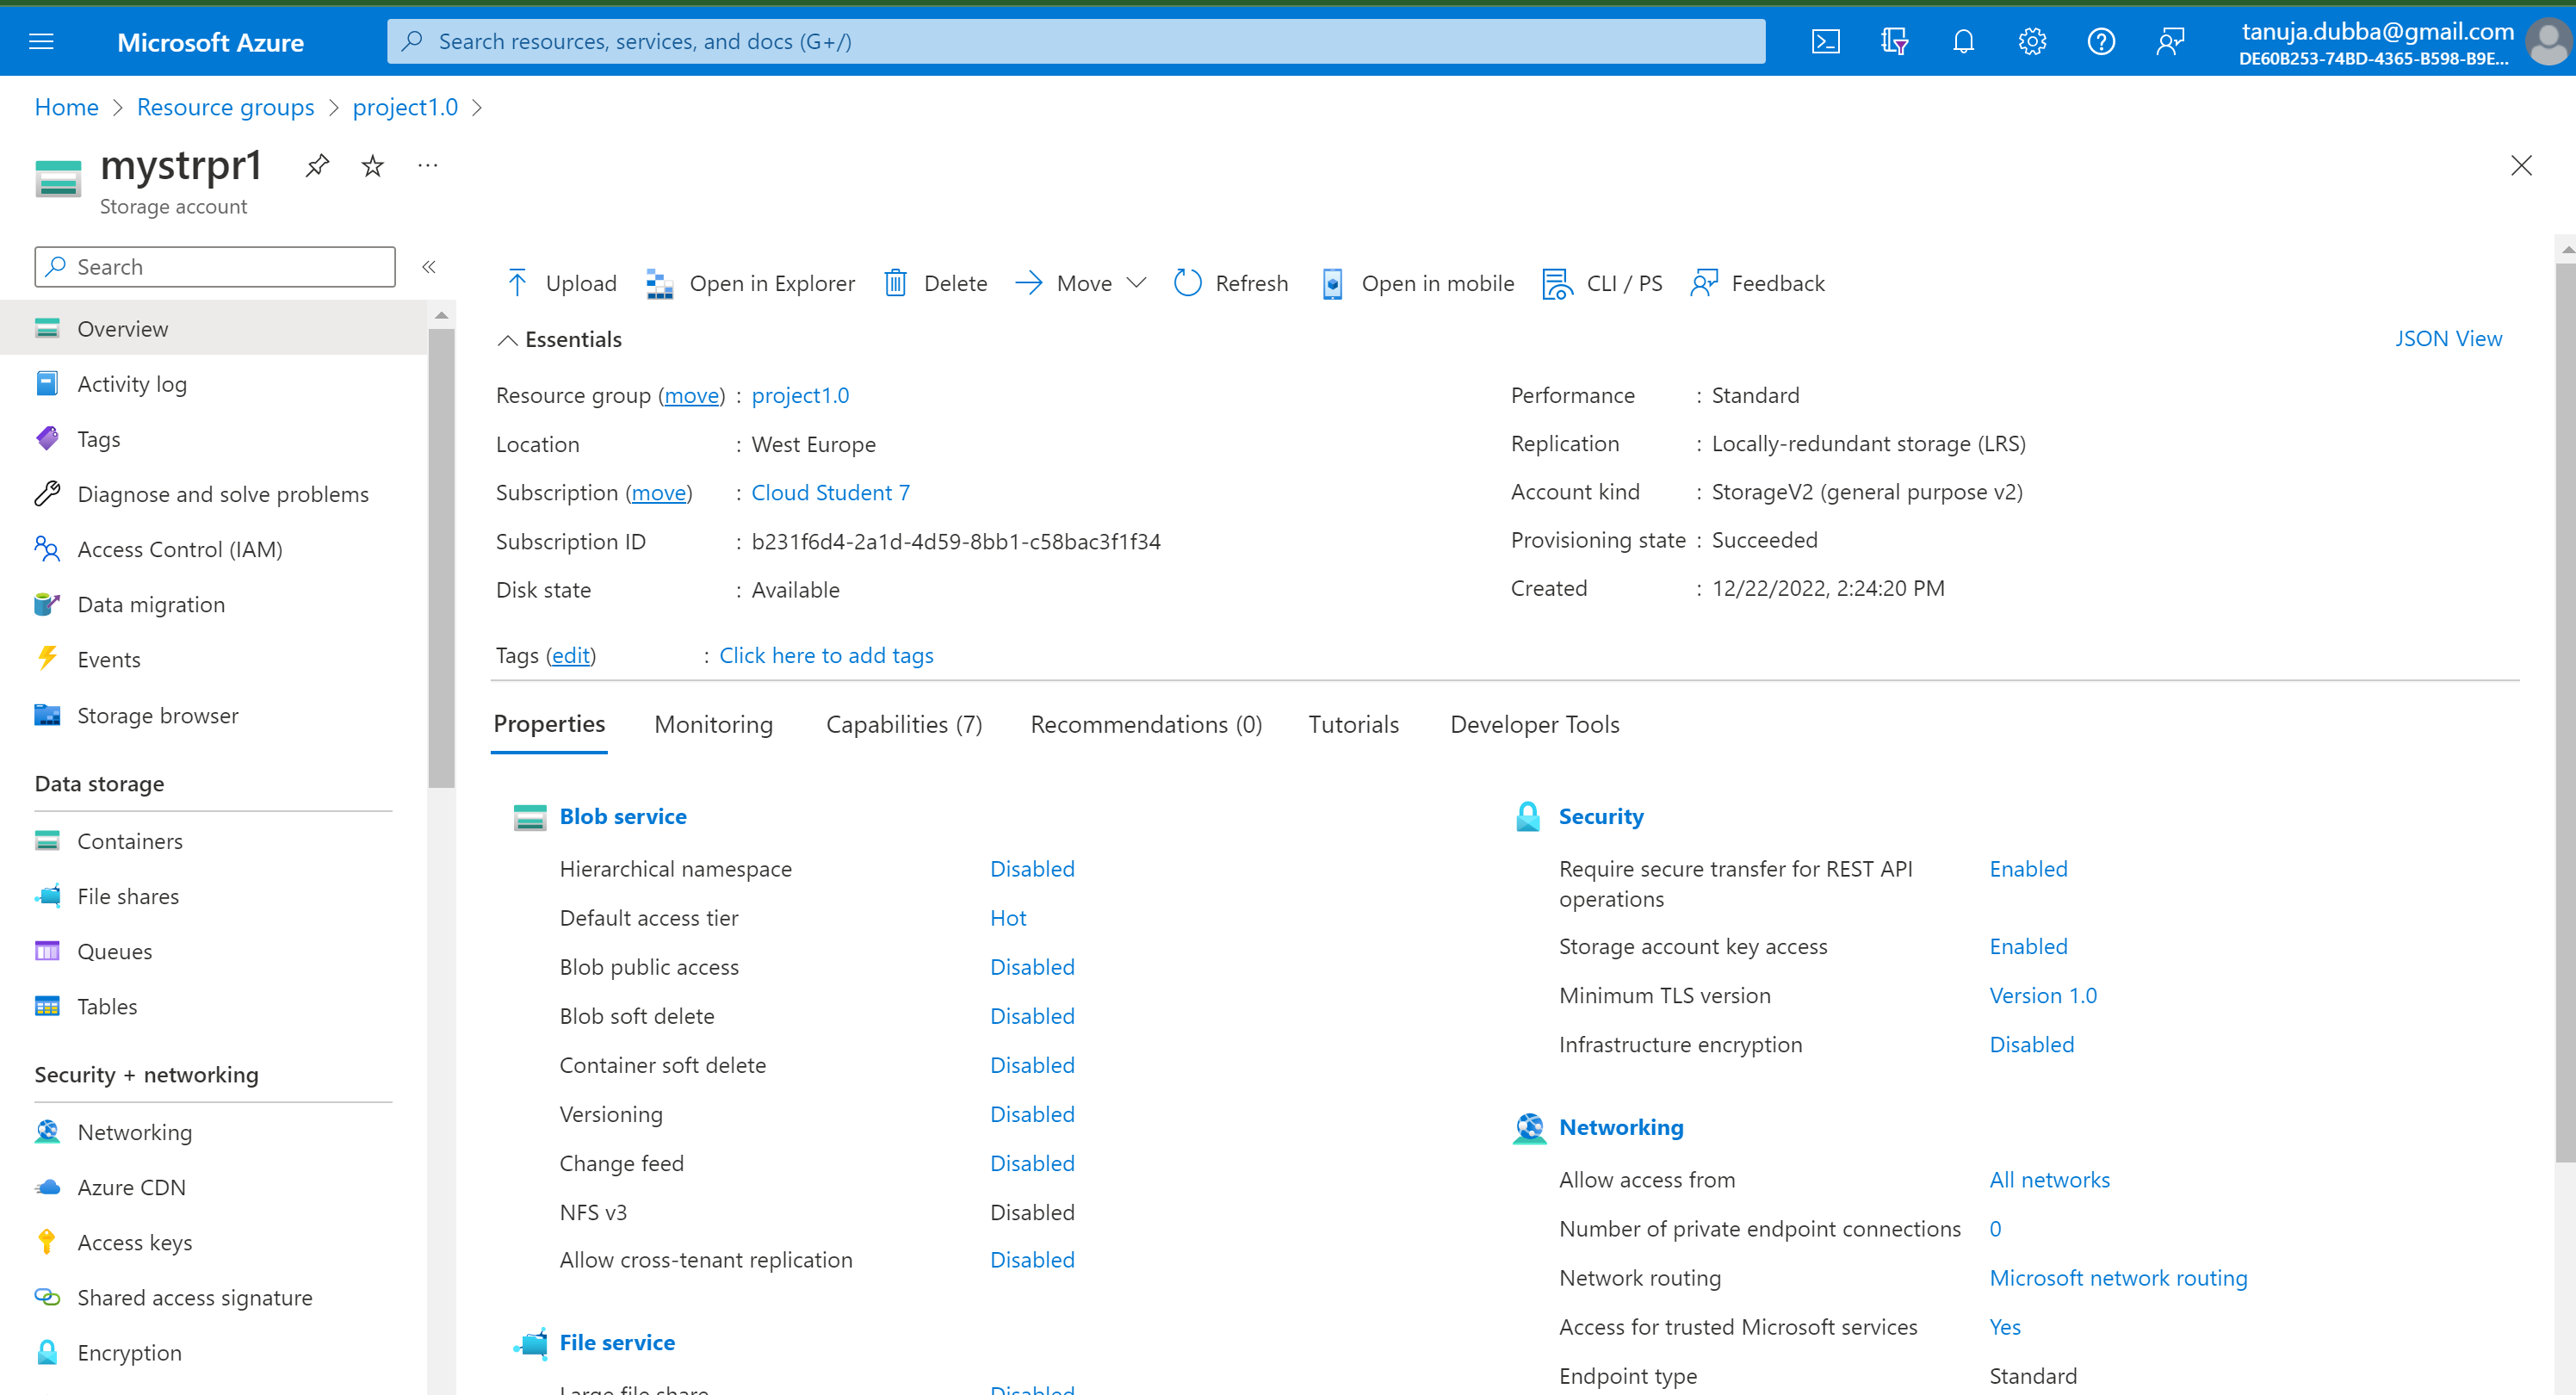 Microsoft Azure
Search resources, services, and docs (G+/)
tanuja.dubba@gmail.com
DE60B253-74BD-4365-B598-B9E...
Home > Resource groups > project1.0 >
mystrpr1
Storage account
Search
Overview
Activity log
Tags
Diagnose and solve problems
Access Control (IAM)
Data migration
Events
Storage browser
Data storage
Containers
File shares
Queues
Tables
Security + networking
Networking
Azure CDN
Access keys
Shared access signature
Encryption
Upload Open in Explorer Delete Move Refresh Open in mobile CLI / PS Feedback
Essentials
JSON View
Resource group (move) : project1.0
Location : West Europe
Subscription (move) : Cloud Student 7
Subscription ID : b231f6d4-2a1d-4d59-8bb1-c58bac3f1f34
Disk state : Available
Performance : Standard
Replication : Locally-redundant storage (LRS)
Account kind : StorageV2 (general purpose v2)
Provisioning state : Succeeded
Created : 12/22/2022, 2:24:20 PM
Tags (edit) : Click here to add tags
Properties Monitoring Capabilities (7) Recommendations (0) Tutorials Developer Tools
Blob service
Hierarchical namespace Disabled
Default access tier Hot
Blob public access Disabled
Blob soft delete Disabled
Container soft delete Disabled
Versioning Disabled
Change feed Disabled
NFS v3 Disabled
Allow cross-tenant replication Disabled
File service
Large file share Disabled
Security
Require secure transfer for REST API Enabled
operations
Storage account key access Enabled
Minimum TLS version Version 1.0
Infrastructure encryption Disabled
Networking
Allow access from All networks
Number of private endpoint connections 0
Network routing Microsoft network routing
Access for trusted Microsoft services Yes
Endpoint type Standard